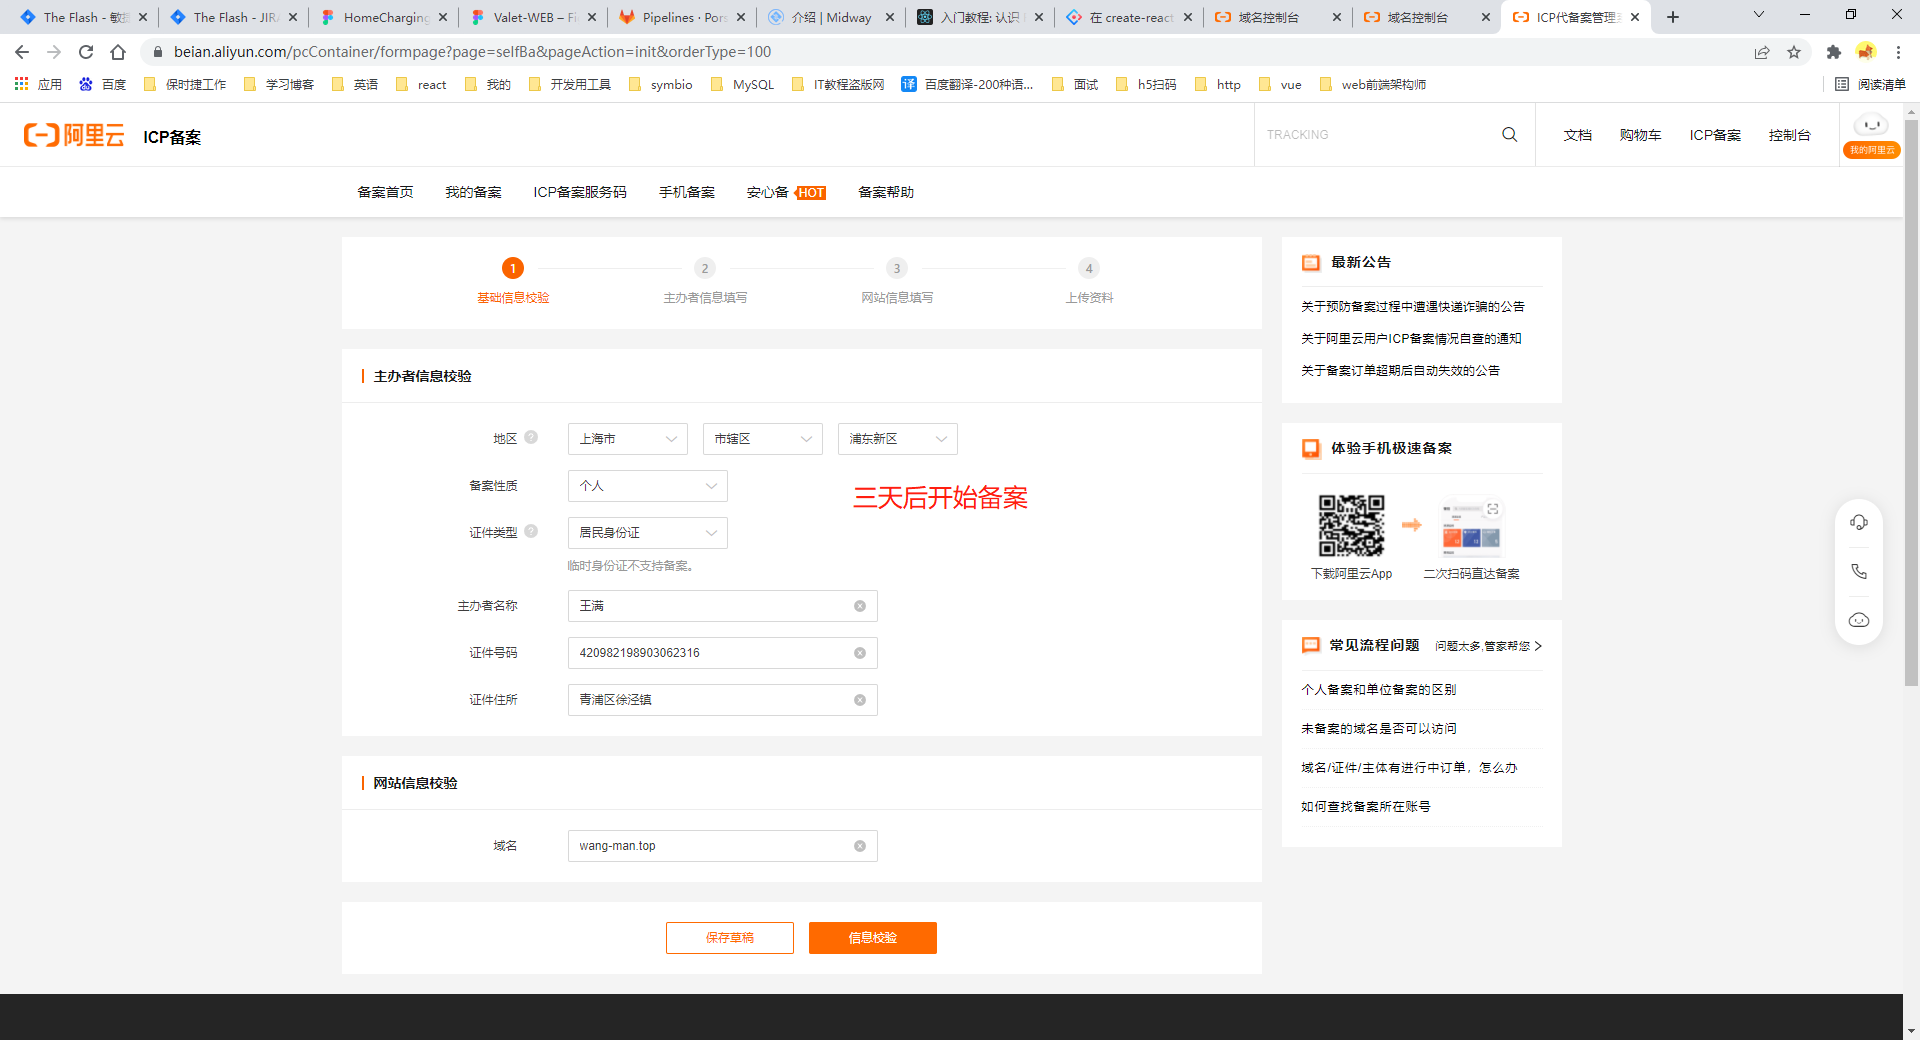 The Flash - 敏捷
The Flash - JIRA
HomeCharging
Valet-WEB – Fi
Pipelines · Pors
介绍 | Midway
入门教程: 认识
在 create-react
域名控制台
域名控制台
ICP代备案管理
beian.aliyun.com/pcContainer/formpage?page=selfBa&pageAction=init&orderType=100
应用
百度
保时捷工作
学习博客
英语
react
我的
开发用工具
symbio
MySQL
IT教程盗版网
译
百度翻译-200种语...
面试
h5扫码
http
vue
web前端架构师
阅读清单
阿里云
ICP备案
TRACKING
文档
购物车
ICP备案
控制台
我的阿里云
备案首页
我的备案
ICP备案服务码
手机备案
安心备 HOT
备案帮助
1
2
3
4
基础信息校验
主办者信息填写
网站信息填写
上传资料
主办者信息校验
地区 ?
上海市
市辖区
浦东新区
备案性质
个人
三天后开始备案
证件类型 ?
居民身份证
临时身份证不支持备案。
主办者名称
王满
证件号码
420982198903062316
证件住所
青浦区徐泾镇
网站信息校验
域名
wang-man.top
保存草稿
信息校验
最新公告
关于预防备案过程中遭遇快递诈骗的公告
关于阿里云用户ICP备案情况自查的通知
关于备案订单超期后自动失效的公告
体验手机极速备案
下载阿里云App
二次扫码直达备案
常见流程问题
问题太多,管家帮您 >
个人备案和单位备案的区别
未备案的域名是否可以访问
域名/证件/主体有进行中订单，怎么办
如何查找备案所在账号